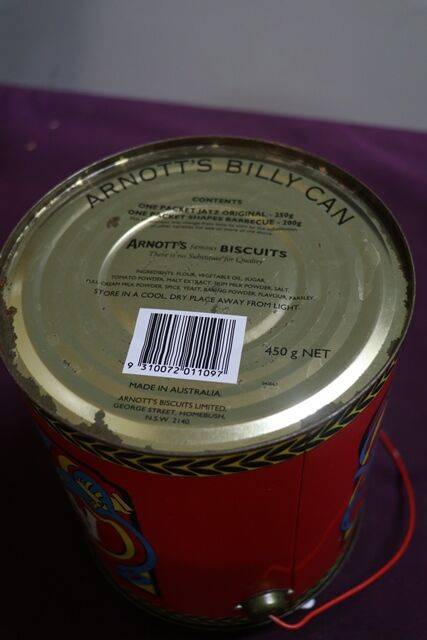 ARNOTT'S BILLY CAN
CONTENTS
ONE PACKET JATZ ORIGINAL - 250g
ONE PACKET SHAPES BARBECUE - 200g
ARNOTT'S famous BISCUITS
There is no Substitute for Quality
INGREDIENTS: FLOUR, VEGETABLE OIL, SUGAR,
TOMATO POWDER, MALT EXTRACT, SKIM MILK POWDER, SALT,
FULL CREAM MILK POWDER, SPICE, YEAST, BAKING POWDER, FLAVOUR, PARSLEY.
STORE IN A COOL, DRY PLACE AWAY FROM LIGHT
450 g NET
9 310072 011097
MADE IN AUSTRALIA
ARNOTT'S BISCUITS LIMITED,
GEORGE STREET, HOMEBUSH,
N.S.W. 2140